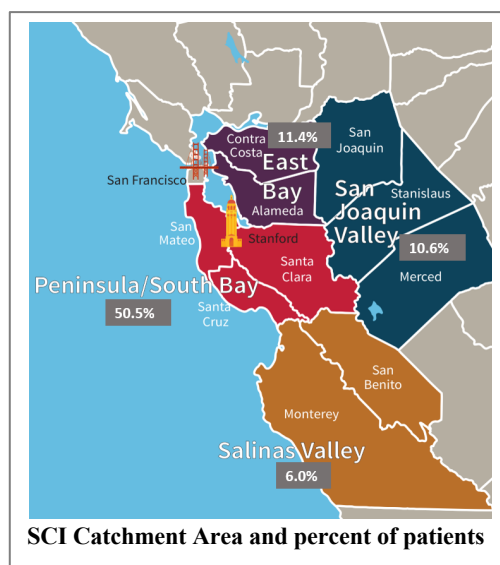 Contra
Costa
11.4%
East
Bay
Alameda
San
Joaquin
San Francisco
Stanislaus
San
Joaquin
Valley
10.6%
Merced
San
Mateo
Stanford
Santa
Clara
Peninsula/South Bay
50.5%
Santa
Cruz
San
Benito
Monterey
Salinas Valley
6.0%
SCI Catchment Area and percent of patients